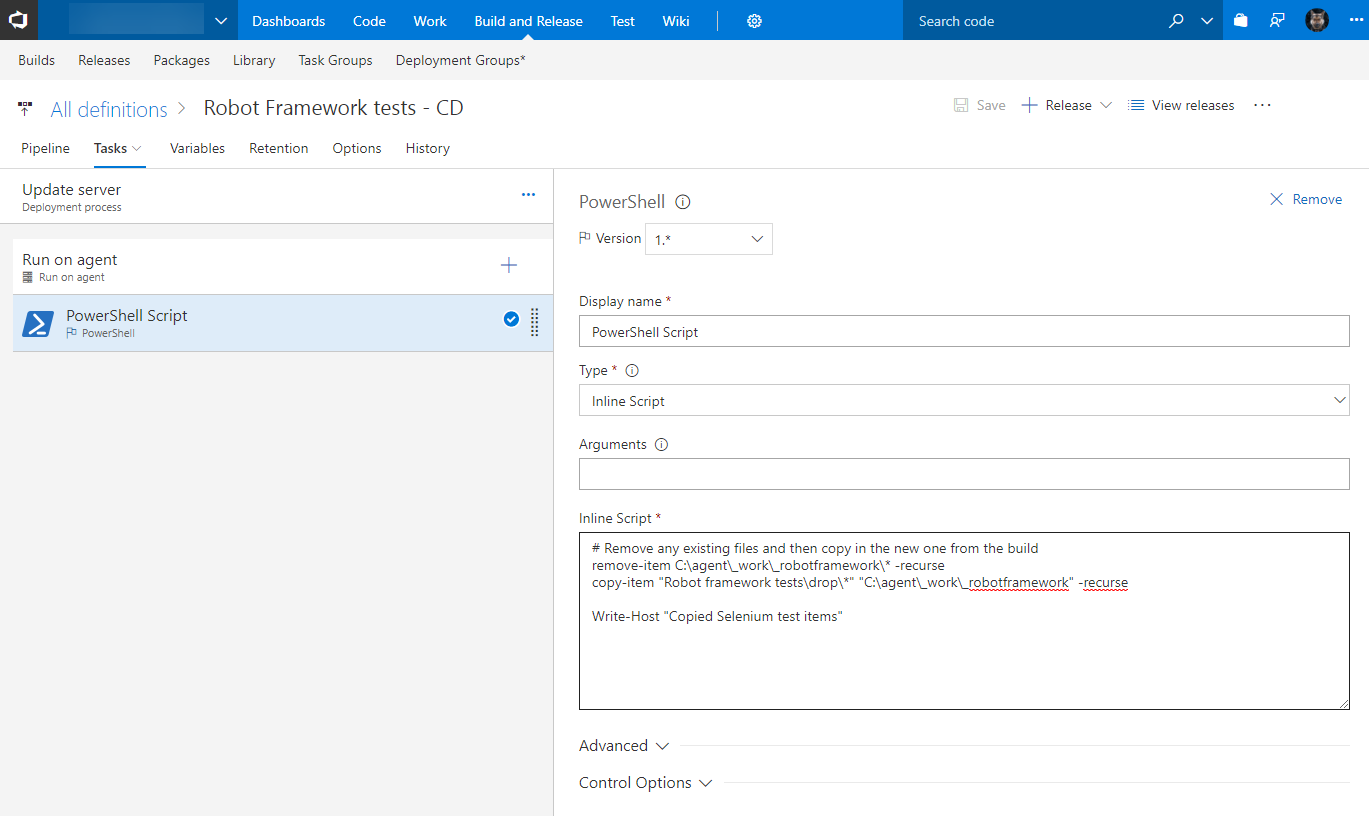 Dashboards Code Work Build and Release Test Wiki Search code
Builds Releases Packages Library Task Groups Deployment Groups*
All definitions > Robot Framework tests - CD
Save Release View releases
Pipeline Tasks Variables Retention Options History
Update server
Deployment process
Run on agent
Run on agent
PowerShell Script
PowerShell
PowerShell
Remove
Version 1.*
Display name *
PowerShell Script
Type *
Inline Script
Arguments
Inline Script *
# Remove any existing files and then copy in the new one from the build
remove-item C:\agent\_work\_robotframework\* -recurse
copy-item "Robot framework tests\drop\*" "C:\agent\_work\_robotframework" -recurse
Write-Host "Copied Selenium test items"
Advanced
Control Options